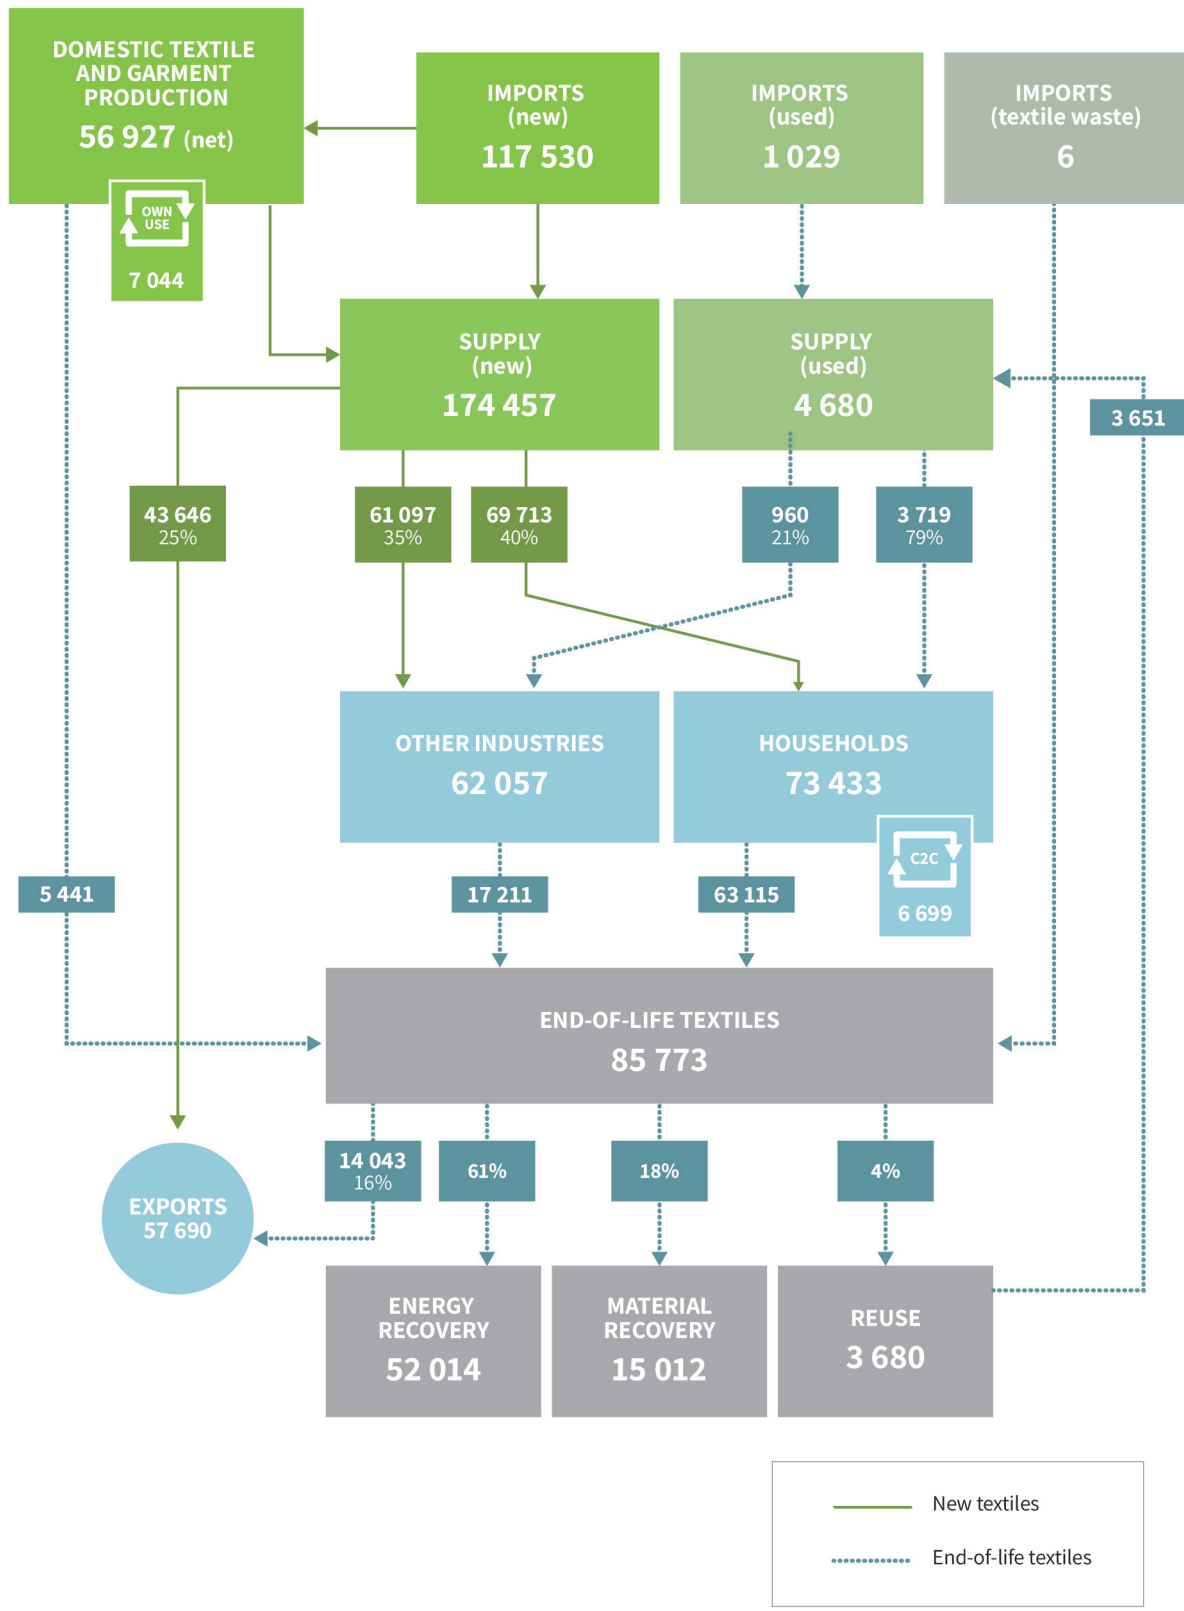 DOMESTIC TEXTILE
AND GARMENT
PRODUCTION
56 927 (net)
OWN
USE
7 044
IMPORTS
(new)
117 530
IMPORTS
(used)
1 029
IMPORTS
(textile waste)
6
SUPPLY
(new)
174 457
SUPPLY
(used)
4 680
3 651
43 646
25%
61 097
35%
69 713
40%
960
21%
3 719
79%
OTHER INDUSTRIES
62 057
HOUSEHOLDS
73 433
C2C
6 699
5 441
17 211
63 115
END-OF-LIFE TEXTILES
85 773
14 043
16%
61%
18%
4%
EXPORTS
57 690
ENERGY
RECOVERY
52 014
MATERIAL
RECOVERY
15 012
REUSE
3 680
New textiles
End-of-life textiles